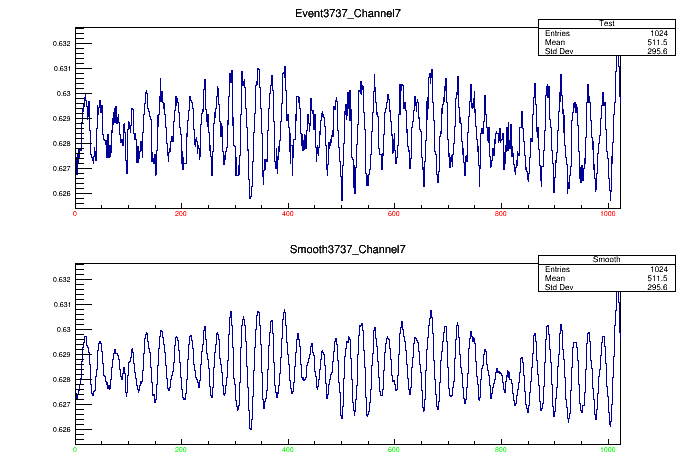 Event3737_Channel7
Test
Entries 1024
Mean 511.5
Std Dev 295.6
0.632
0.631
0.63
0.629
0.628
0.627
0.626
0 200 400 600 800 1000
Smooth3737_Channel7
Smooth
Entries 1024
Mean 511.5
Std Dev 295.6
0.632
0.631
0.63
0.629
0.628
0.627
0.626
0 200 400 600 800 1000